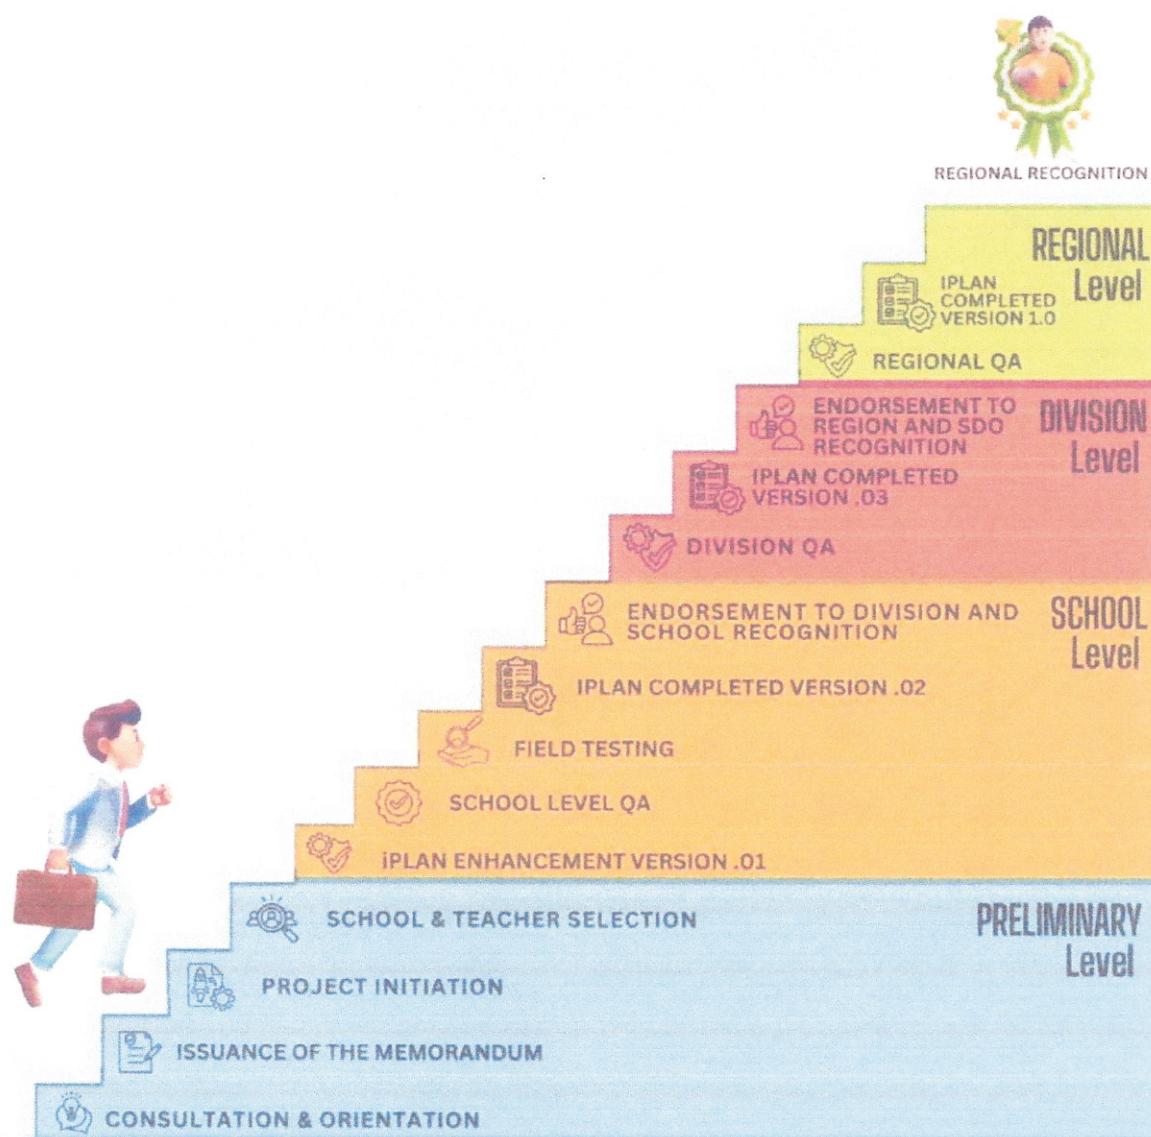 REGIONAL RECOGNITION
REGIONAL
Level
IPLAN
COMPLETED
VERSION 1.0
REGIONAL QA
DIVISION
Level
ENDORSEMENT TO
REGION AND SDO
RECOGNITION
IPLAN COMPLETED
VERSION .03
DIVISION QA
SCHOOL
Level
ENDORSEMENT TO DIVISION AND
SCHOOL RECOGNITION
IPLAN COMPLETED VERSION .02
FIELD TESTING
SCHOOL LEVEL QA
iPLAN ENHANCEMENT VERSION .01
PRELIMINARY
Level
SCHOOL & TEACHER SELECTION
PROJECT INITIATION
ISSUANCE OF THE MEMORANDUM
CONSULTATION & ORIENTATION